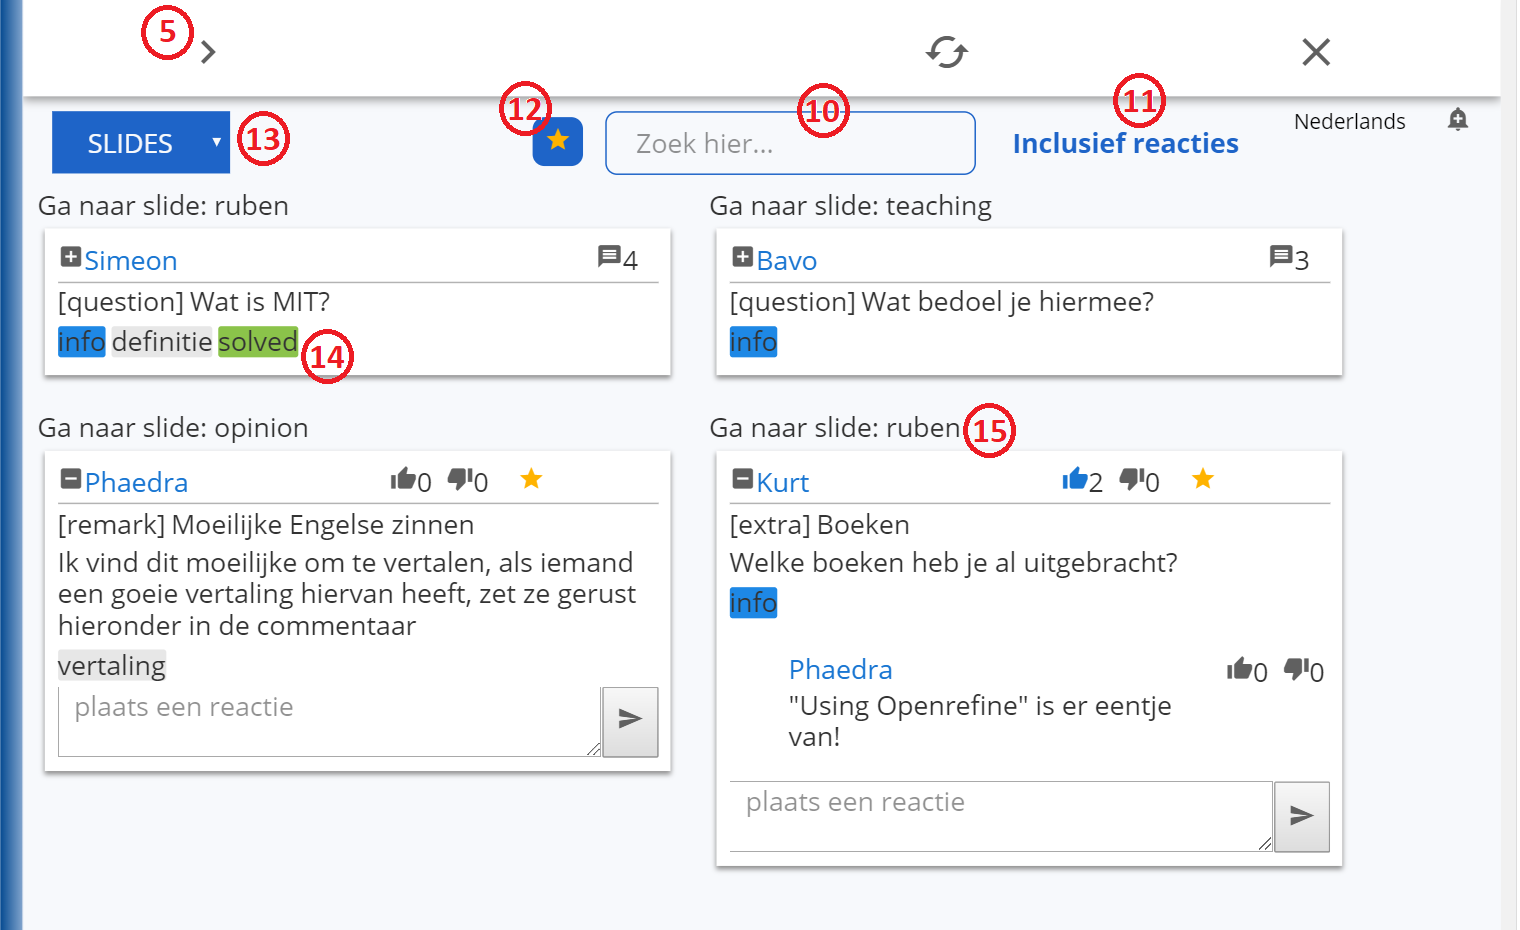 5
12
10
11
SLIDES
13
Zoek hier...
Inclusief reacties
Nederlands
Ga naar slide: ruben
Simeon
4
[question] Wat is MIT?
info definitie solved
14
Ga naar slide: teaching
Bavo
3
[question] Wat bedoel je hiermee?
info
Ga naar slide: opinion
Phaedra
0 0
[remark] Moeilijke Engelse zinnen
Ik vind dit moeilijke om te vertalen, als iemand
een goeie vertaling hiervan heeft, zet ze gerust
hieronder in de commentaar
vertaling
plaats een reactie
Ga naar slide: ruben
15
Kurt
2 0
[extra] Boeken
Welke boeken heb je al uitgebracht?
info
Phaedra
0 0
"Using Openrefine" is er eentje
van!
plaats een reactie